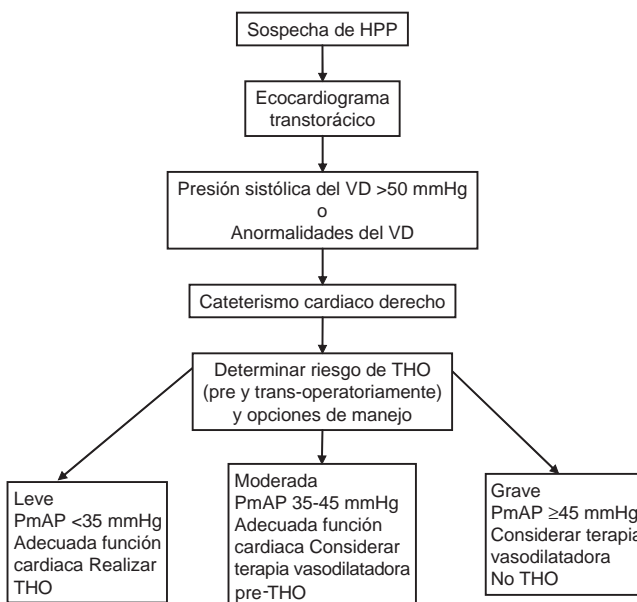 Sospecha de HPP
Ecocardiograma
transtorácico
Presión sistólica del VD >50 mmHg
o
Anormalidades del VD
Cateterismo cardiaco derecho
Determinar riesgo de THO
(pre y trans-operatoriamente)
y opciones de manejo
Leve
PmAP <35 mmHg
Adecuada función
cardiaca Realizar
THO
Moderada
PmAP 35-45 mmHg
Adecuada función
cardiaca Considerar
terapia vasodilatadora
pre-THO
Grave
PmAP ≥45 mmHg
Considerar terapia
vasodilatadora
No THO